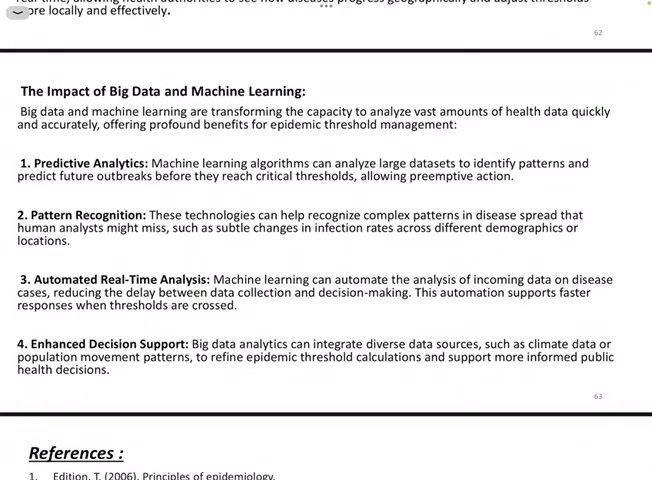 ore locally and effectively.
62
The Impact of Big Data and Machine Learning:
Big data and machine learning are transforming the capacity to analyze vast amounts of health data quickly
and accurately, offering profound benefits for epidemic threshold management:
1. Predictive Analytics: Machine learning algorithms can analyze large datasets to identify patterns and
predict future outbreaks before they reach critical thresholds, allowing preemptive action.
2. Pattern Recognition: These technologies can help recognize complex patterns in disease spread that
human analysts might miss, such as subtle changes in infection rates across different demographics or
locations.
3. Automated Real-Time Analysis: Machine learning can automate the analysis of incoming data on disease
cases, reducing the delay between data collection and decision-making. This automation supports faster
responses when thresholds are crossed.
4. Enhanced Decision Support: Big data analytics can integrate diverse data sources, such as climate data or
population movement patterns, to refine epidemic threshold calculations and support more informed public
health decisions.
63
References :
1. Edition, T. (2006). Principles of epidemiology.